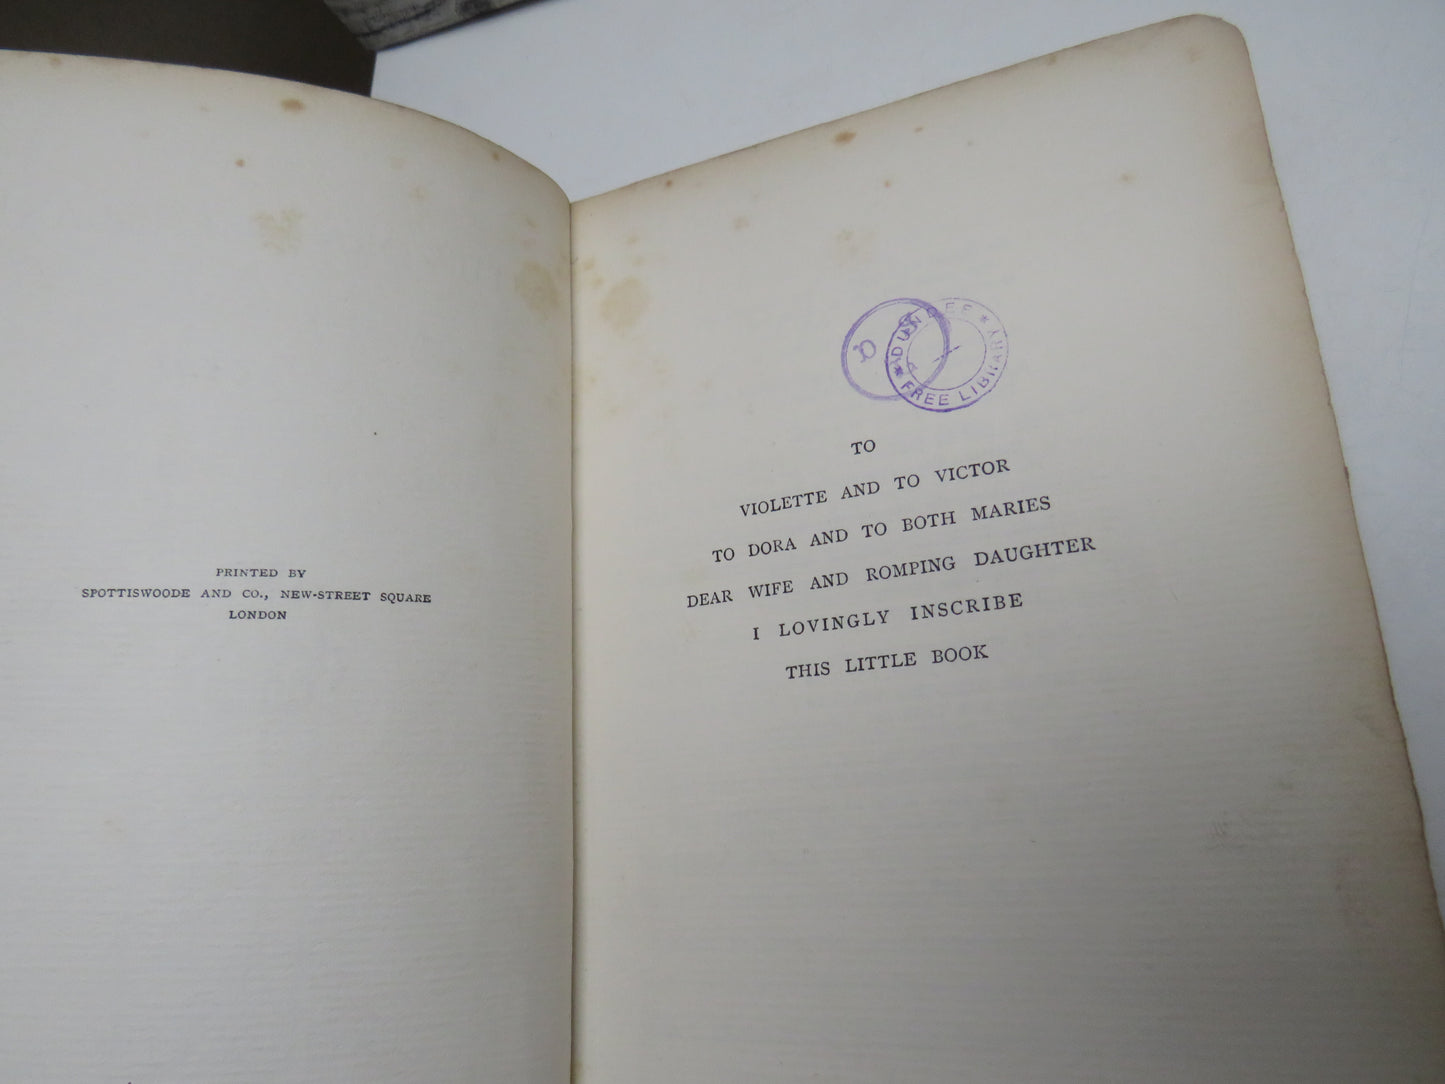 PRINTED BY
SPOTTISWOODE AND CO., NEW-STREET SQUARE
LONDON
DUNDEE
FREE LIBRARY
TO
VIOLETTE AND TO VICTOR
TO DORA AND TO BOTH MARIES
DEAR WIFE AND ROMPING DAUGHTER
I LOVINGLY INSCRIBE
THIS LITTLE BOOK